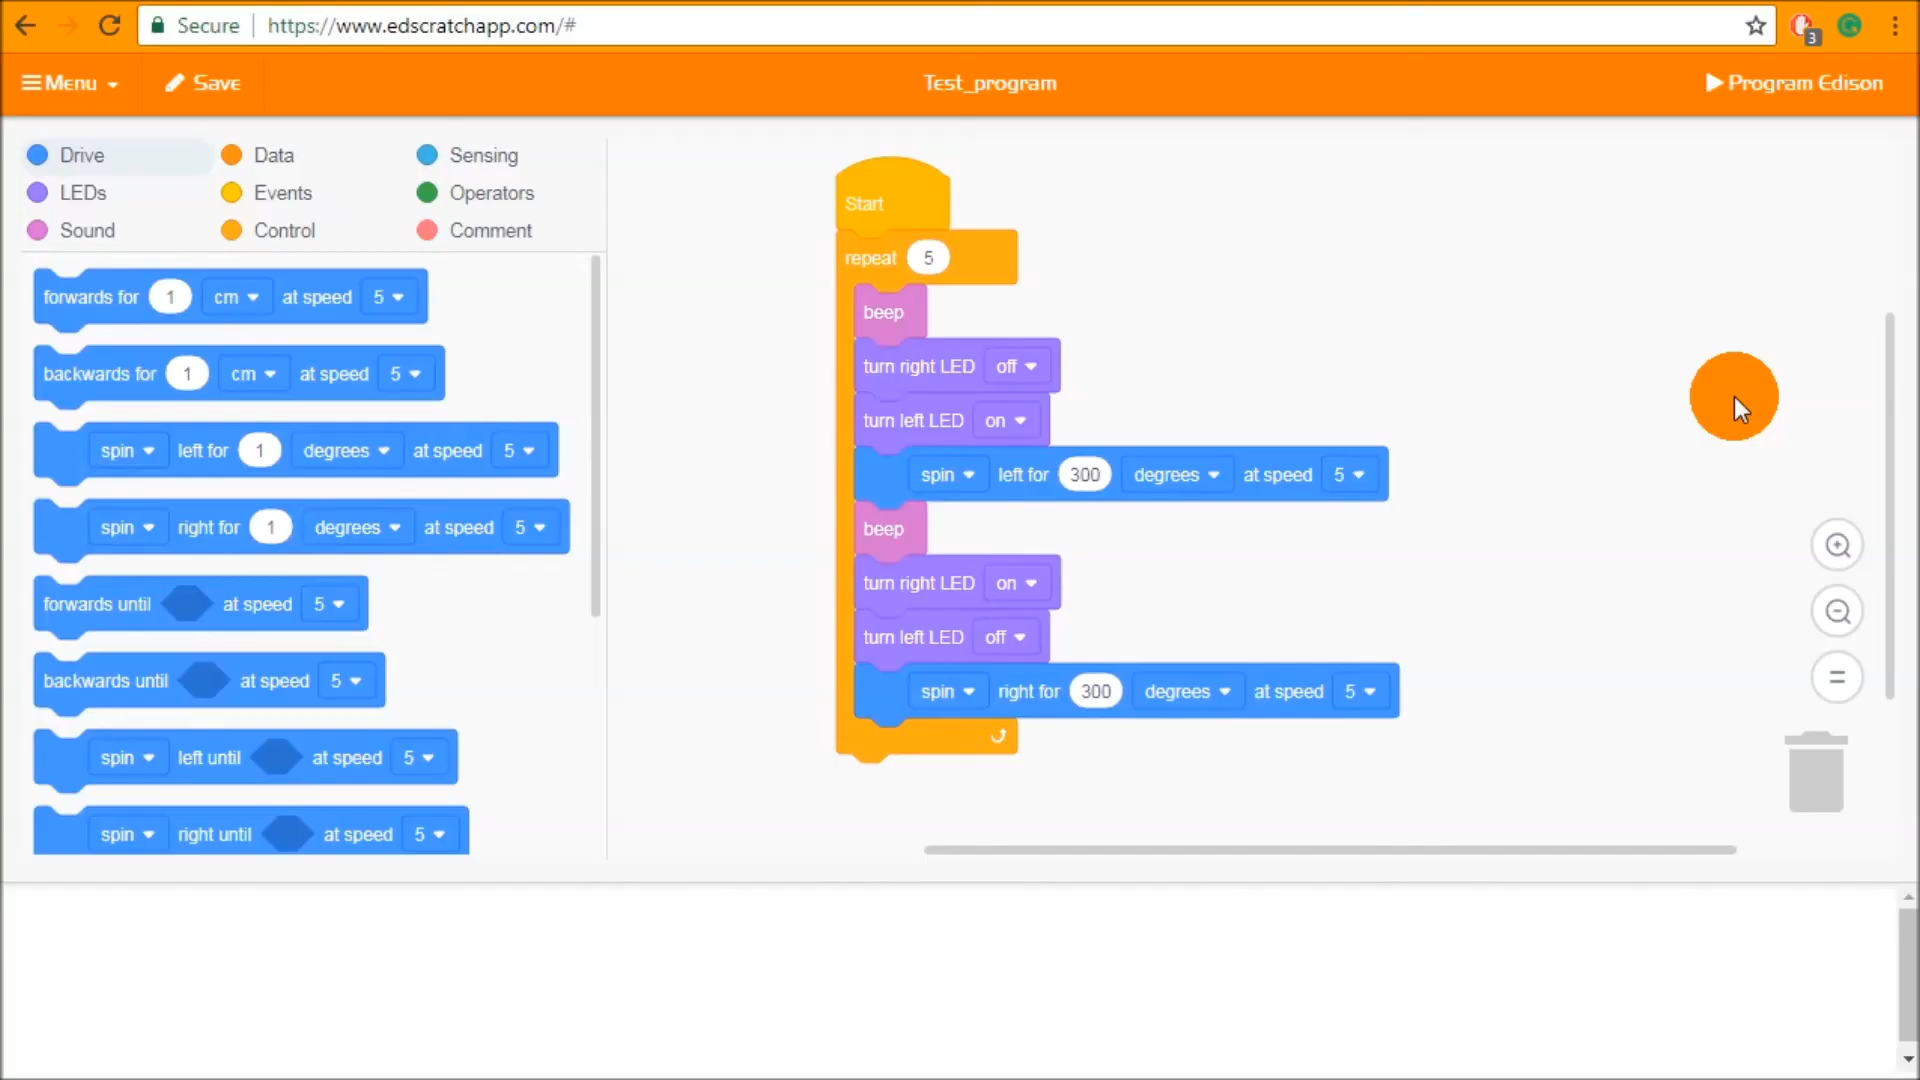 Secure https://www.edscratchapp.com/#
3
Menu Save Test_program Program Edison
Drive Data Sensing
LEDs Events Operators
Sound Control Comment
forwards for 1 cm at speed 5
backwards for 1 cm at speed 5
spin left for 1 degrees at speed 5
spin right for 1 degrees at speed 5
forwards until at speed 5
backwards until at speed 5
spin left until at speed 5
spin right until at speed 5
Start
repeat 5
beep
turn right LED off
turn left LED on
spin left for 300 degrees at speed 5
beep
turn right LED on
turn left LED off
spin right for 300 degrees at speed 5